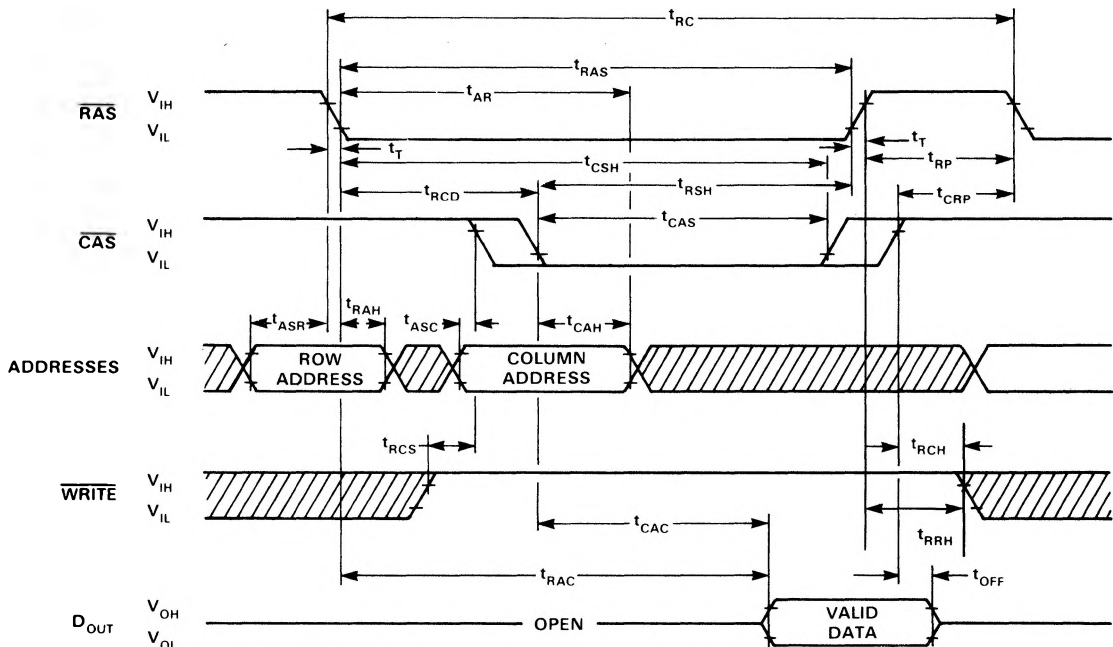 tRC
tRAS
tAR
RAS
VIH
VIL
tT
tT
tCSH
tRP
tRCD
tRSH
tCRP
CAS
VIH
VIL
tCAS
tASR
tRAH
tASC
tCAH
ADDRESSES
VIH
VIL
ROW
ADDRESS
COLUMN
ADDRESS
tRCS
tRCH
WRITE
VIH
VIL
tCAC
tRRH
tRAC
tOFF
DOUT
VOH
VOL
OPEN
VALID
DATA